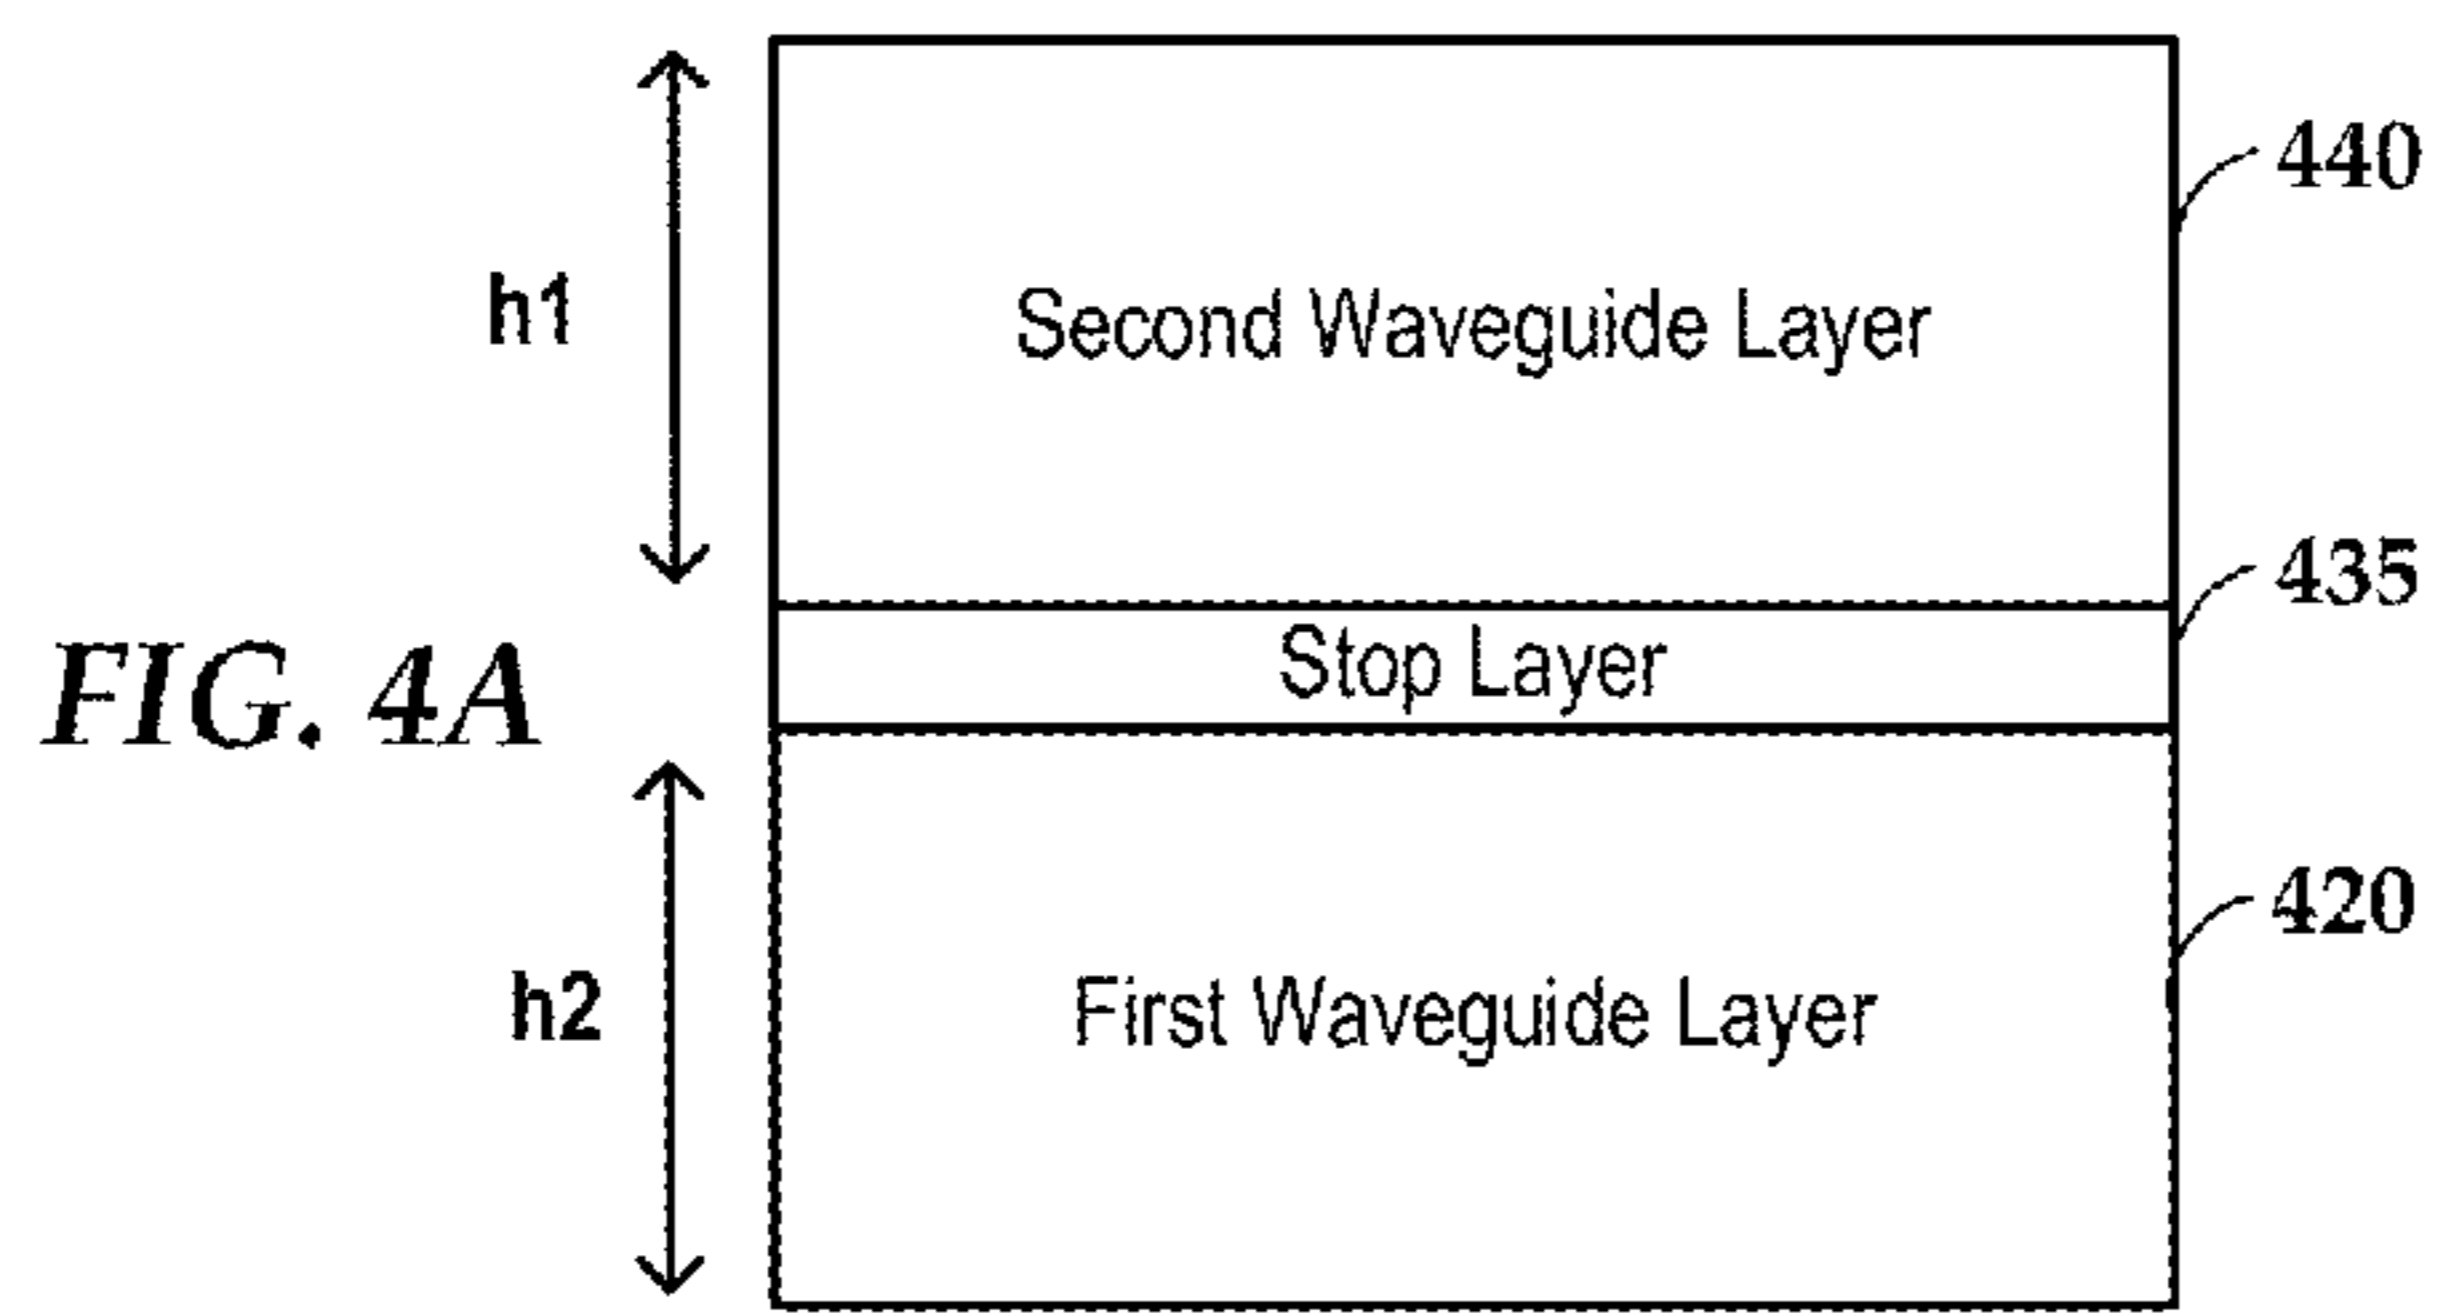 440
h1
Second Waveguide Layer
435
Stop Layer
FIG. 4A
420
h2
First Waveguide Layer